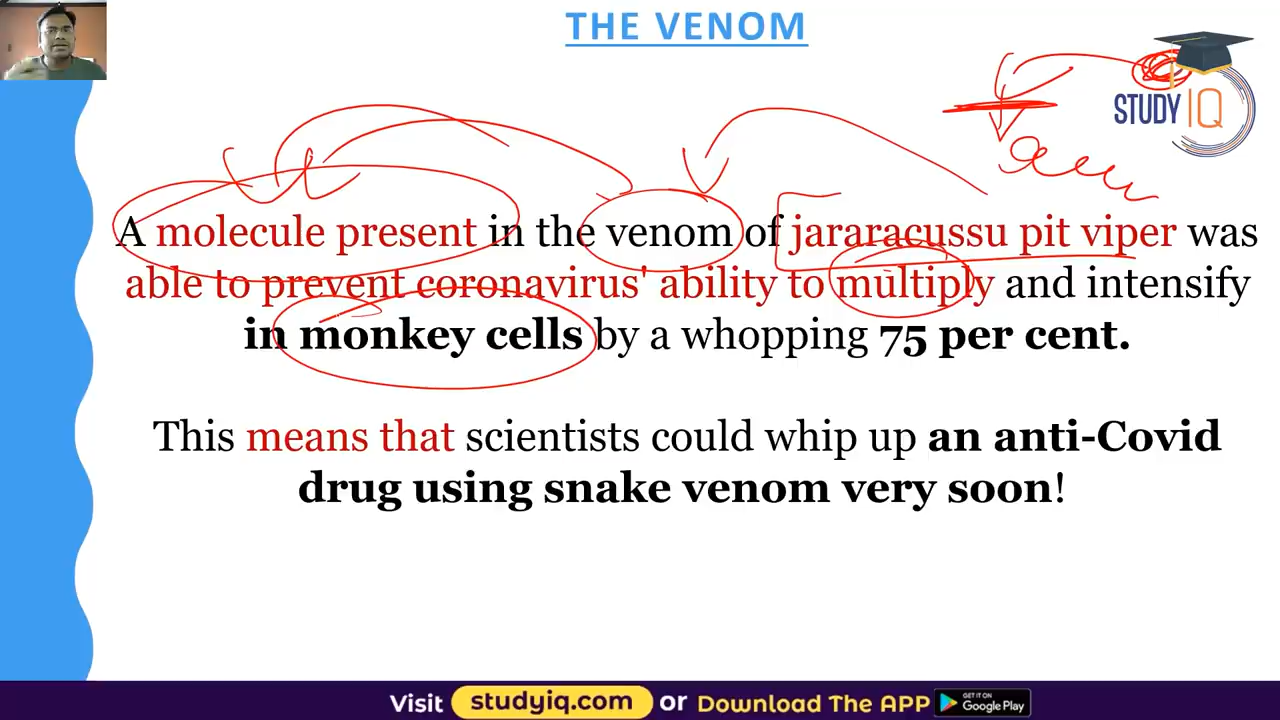 THE VENOM
STUDY IQ
A molecule present in the venom of jararacussu pit viper was
able to prevent coronavirus' ability to multiply and intensify
in monkey cells by a whopping 75 per cent.
This means that scientists could whip up an anti-Covid
drug using snake venom very soon!
Visit studyiq.com or Download The APP GET IT ON Google Play